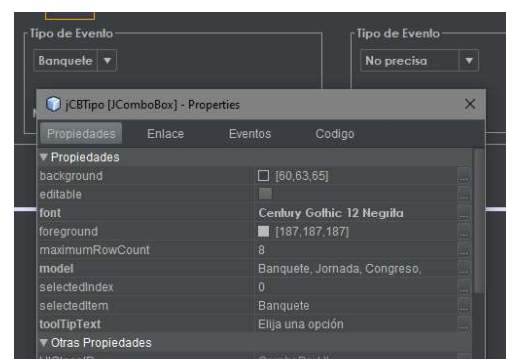 Tipo de Evento
Tipo de Evento
Banquete
No precisa
jCBTipo [JComboBox] - Properties
Propiedades Enlace Eventos Codigo
Propiedades
background [60,63,65]
editable
font Century Gothic 12 Negrita
foreground [187,187,187]
maximumRowCount 8
model Banquete, Jornada, Congreso,
selectedIndex 0
selectedItem Banquete
toolTipText Elija una opción
Otras Propiedades